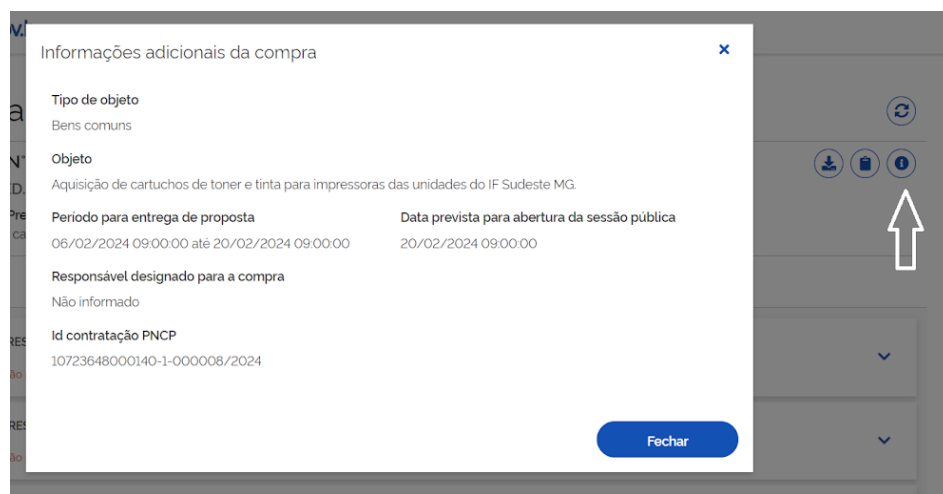 v.l
Informações adicionais da compra
Tipo de objeto
Bens comuns
Objeto
Aquisição de cartuchos de toner e tinta para impressoras das unidades do IF Sudeste MG.
Período para entrega de proposta
Data prevista para abertura da sessão pública
06/02/2024 09:00:00 até 20/02/2024 09:00:00
20/02/2024 09:00:00
Responsável designado para a compra
Não informado
Id contratação PNCP
10723648000140-1-000008/2024
Fechar